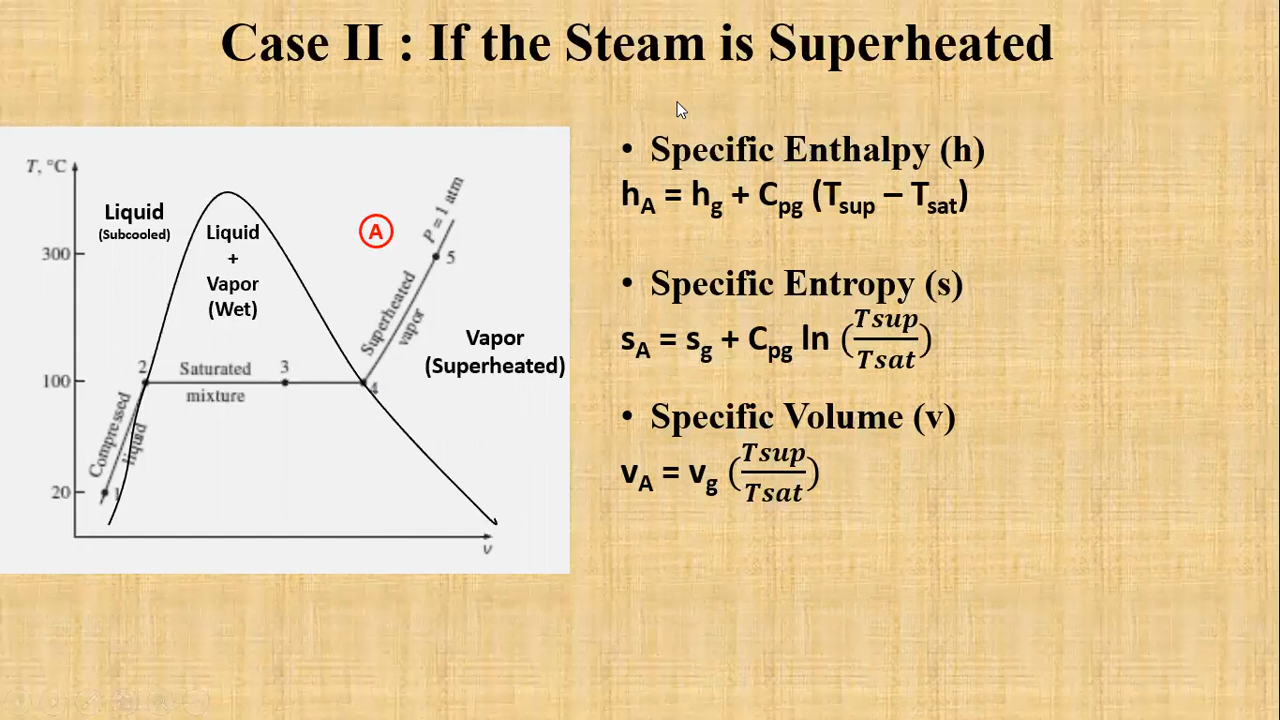 Case II : If the Steam is Superheated
T, °C
300
100
20
Liquid
(Subcooled)
Liquid
+
Vapor
(Wet)
A
P = 1 atm
5
Superheated
vapor
Vapor
(Superheated)
2
Saturated
mixture
3
4
Compressed
liquid
1
v
• Specific Enthalpy (h)
hA = hg + Cpg (Tsup – Tsat)
• Specific Entropy (s)
sA = sg + Cpg ln (Tsup/Tsat)
• Specific Volume (v)
vA = vg (Tsup/Tsat)